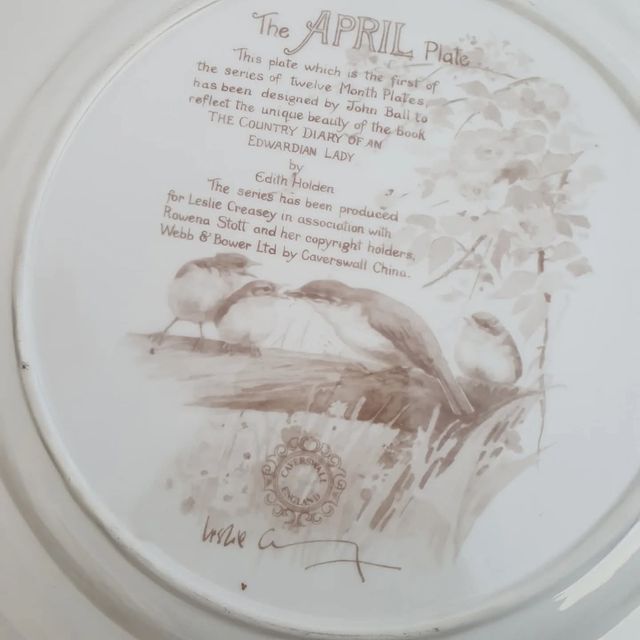 The APRIL Plate
This plate which is the first of
the series of twelve Month Plates
has been designed by John Ball to
reflect the unique beauty of the book
THE COUNTRY DIARY OF AN
EDWARDIAN LADY
by
Edith Holden
The series has been produced
for Leslie Creasey in association with
Rowena Stott and her copyright holders,
Webb & Bower Ltd by Caverswall China.
CAVERSWALL
ENGLAND
Leslie